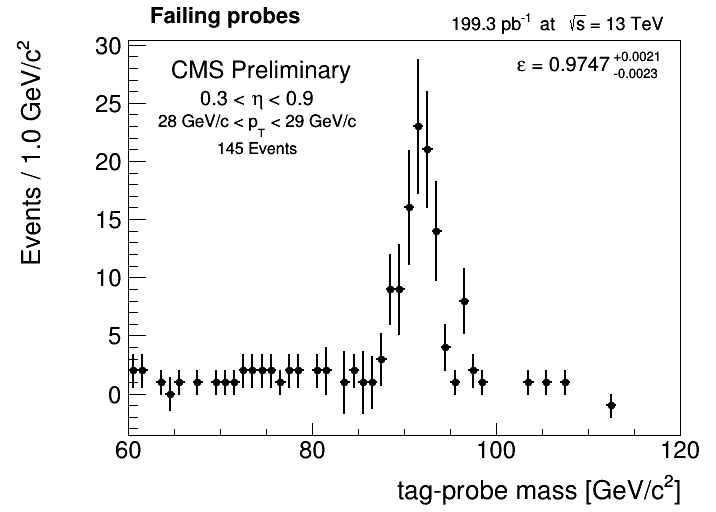 Failing probes
199.3 pb⁻¹ at √s = 13 TeV
CMS Preliminary
0.3 < η < 0.9
28 GeV/c < p_T < 29 GeV/c
145 Events
ε = 0.9747 +0.0021 -0.0023
Events / 1.0 GeV/c²
30
25
20
15
10
5
0
60 80 100 120
tag-probe mass [GeV/c²]